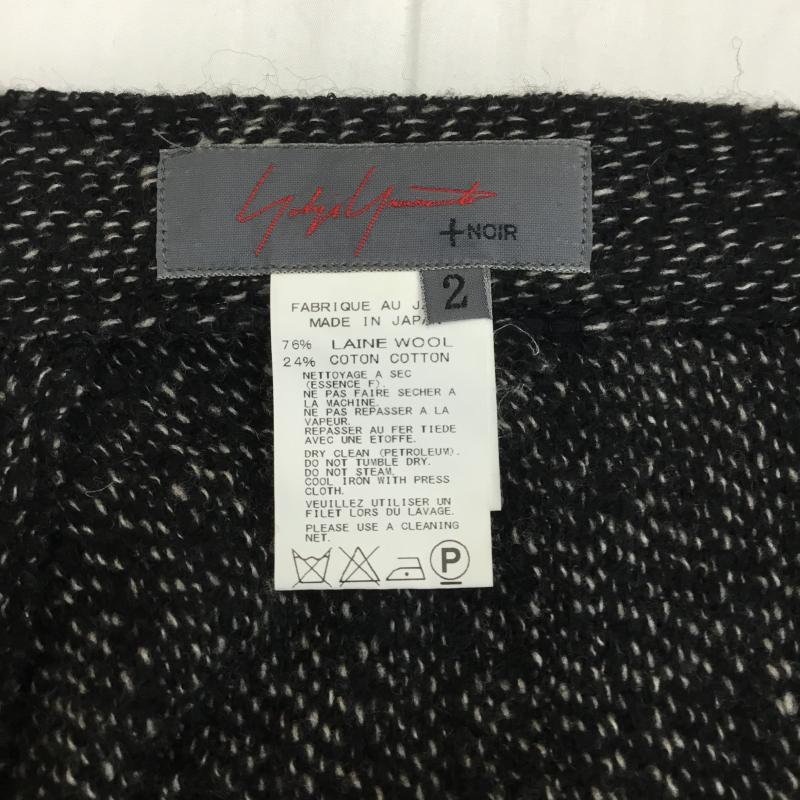 Yohji Yamamoto
+NOIR
2
FABRIQUE AU
MADE IN JAPAN
76% LAINE WOOL
24% COTON COTTON
NETTOYAGE A SEC
(ESSENCE F).
NE PAS FAIRE SECHER A
LA MACHINE.
NE PAS REPASSER A LA
VAPEUR.
REPASSER AU FER TIEDE
AVEC UNE ETOFFE.
DRY CLEAN (PETROLEUM).
DO NOT TUMBLE DRY.
DO NOT STEAM.
COOL IRON WITH PRESS
CLOTH.
VEUILLEZ UTILISER UN
FILET LORS DU LAVAGE.
PLEASE USE A CLEANING
NET.
P